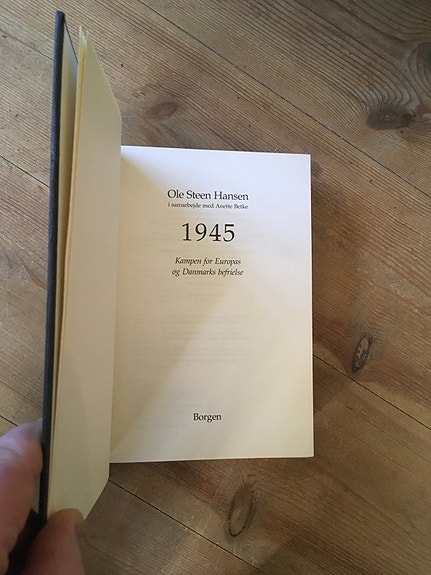 Ole Steen Hansen
i samarbejde med Anette Betke
1945
Kampen for Europas
og Danmarks befrielse
Borgen